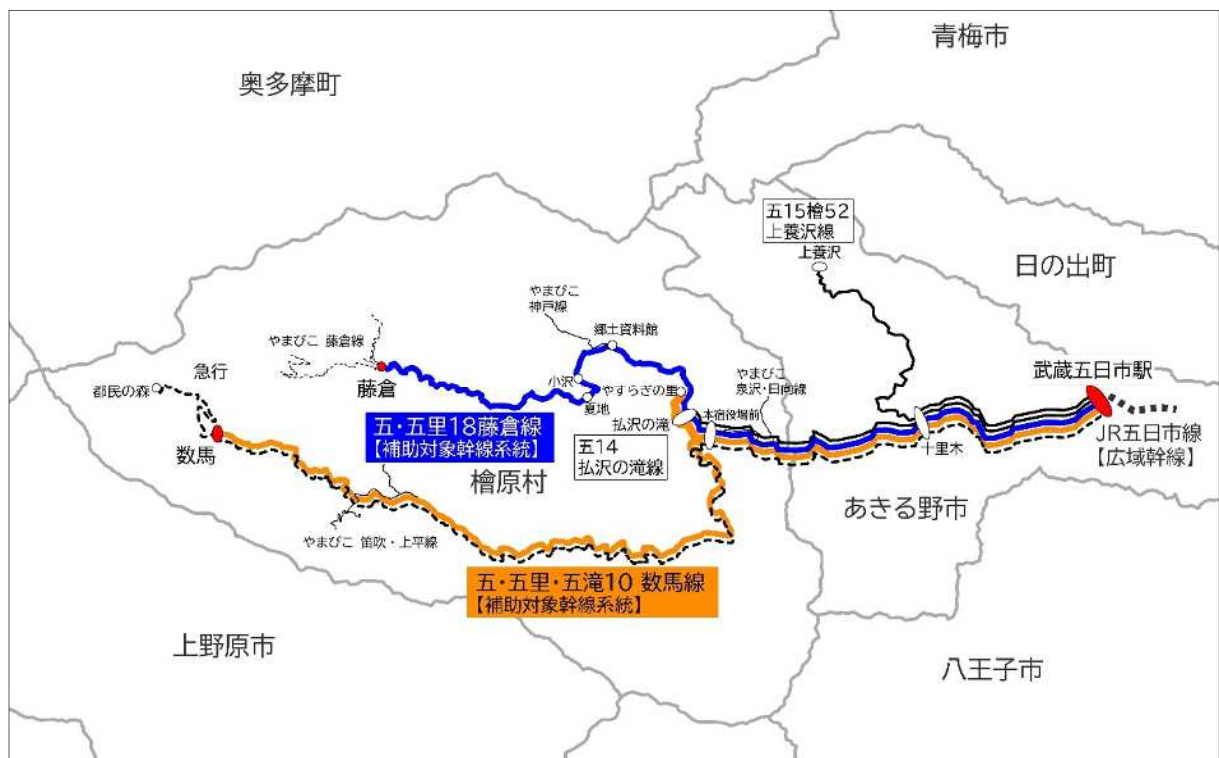 青梅市
奥多摩町
五15檜52
上養沢線
上養沢
日の出町
やまびこ
神戸線
郷土資料館
やまびこ 藤倉線
藤倉
急行
都民の森
数馬
小沢
夏地
やすらぎの里
やまびこ
泉沢・日向線
本宿役場前
払沢の滝
武蔵五日市駅
JR五日市線
【広域幹線】
十里木
五・五里18藤倉線
【補助対象幹線系統】
五14
払沢の滝線
檜原村
あきる野市
やまびこ 笛吹・上平線
五・五里・五滝10 数馬線
【補助対象幹線系統】
上野原市
八王子市